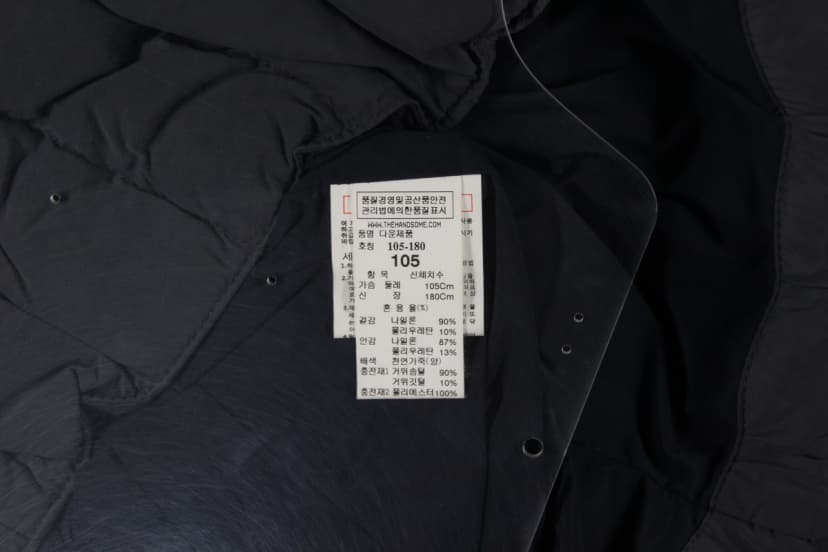 품질경영및공산품안전
관리법에의한품질표시
WWW.THEHANDSOME.COM
품명 다운제품
호칭 105-180
105
항 목 신체치수
가슴 둘레 105Cm
신 장 180Cm
혼 용 율(%)
겉감 나일론 90%
폴리우레탄 10%
안감 나일론 87%
폴리우레탄 13%
배색 천연가죽(양)
충전재1 거위솜털 90%
거위깃털 10%
충전재2 폴리에스터100%